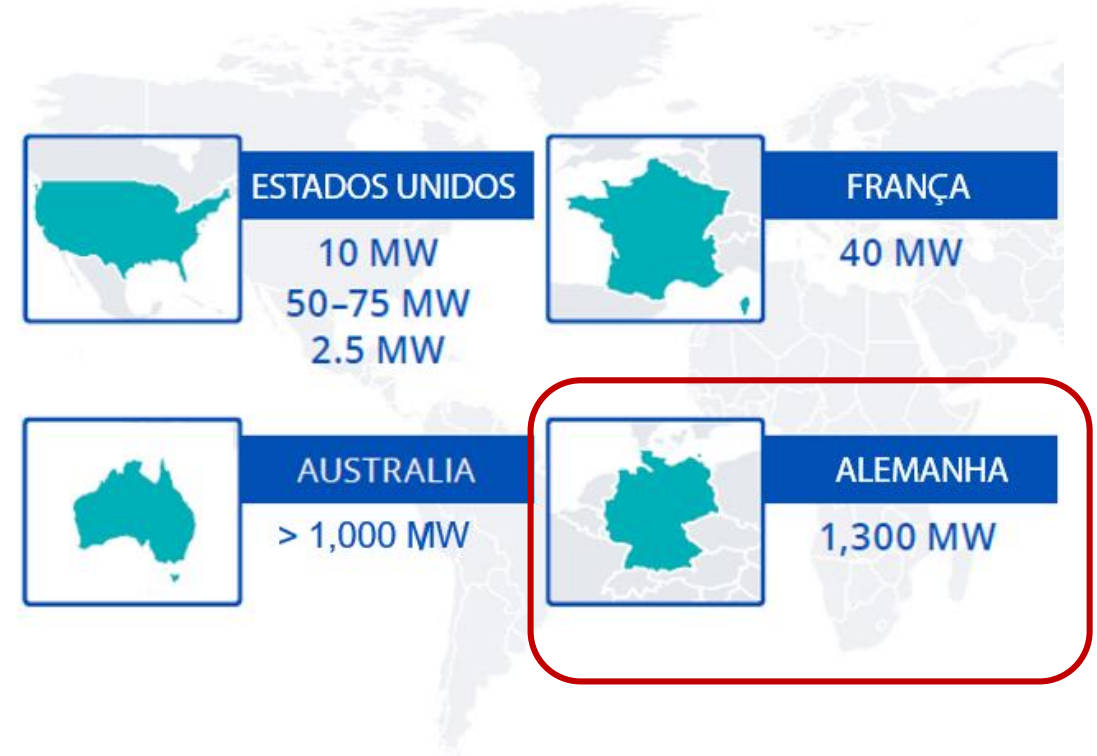 ESTADOS UNIDOS
10 MW
50–75 MW
2.5 MW
FRANÇA
40 MW
AUSTRALIA
> 1,000 MW
ALEMANHA
1,300 MW